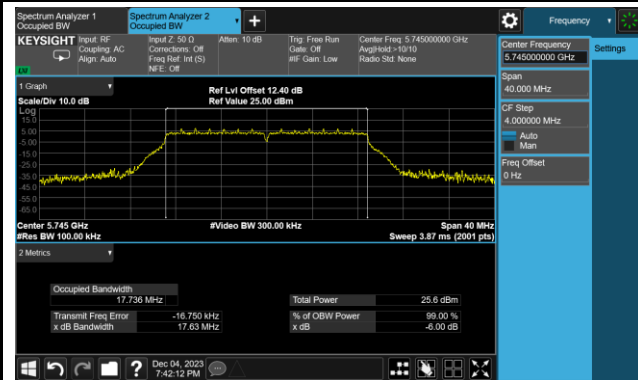 Spectrum Analyzer 1
Occupied BW
Spectrum Analyzer 2
Occupied BW
Frequency
KEYSIGHT
Input: RF
Coupling: AC
Align: Auto
Input Z: 50 Ω
Corrections: Off
Freq Ref: Int (S)
NFE: Off
Atten: 10 dB
Trig: Free Run
Gate: Off
#IF Gain: Low
Center Freq: 5.745000000 GHz
Avg|Hold:>10/10
Radio Std: None
Center Frequency
5.745000000 GHz
Settings
Span
40.000 MHz
CF Step
4.000000 MHz
Auto
Man
Freq Offset
0 Hz
1 Graph
Scale/Div 10.0 dB
Ref Lvl Offset 12.40 dB
Ref Value 25.00 dBm
Log
15.0
5.00
-5.00
-15.0
-25.0
-35.0
-45.0
-55.0
-65.0
Center 5.745 GHz
#Video BW 300.00 kHz
Span 40 MHz
#Res BW 100.00 kHz
Sweep 3.87 ms (2001 pts)
2 Metrics
Occupied Bandwidth
17.736 MHz
Total Power
25.6 dBm
Transmit Freq Error
-16.750 kHz
% of OBW Power
99.00 %
x dB Bandwidth
17.63 MHz
x dB
-6.00 dB
?
Dec 04, 2023
7:42:12 PM